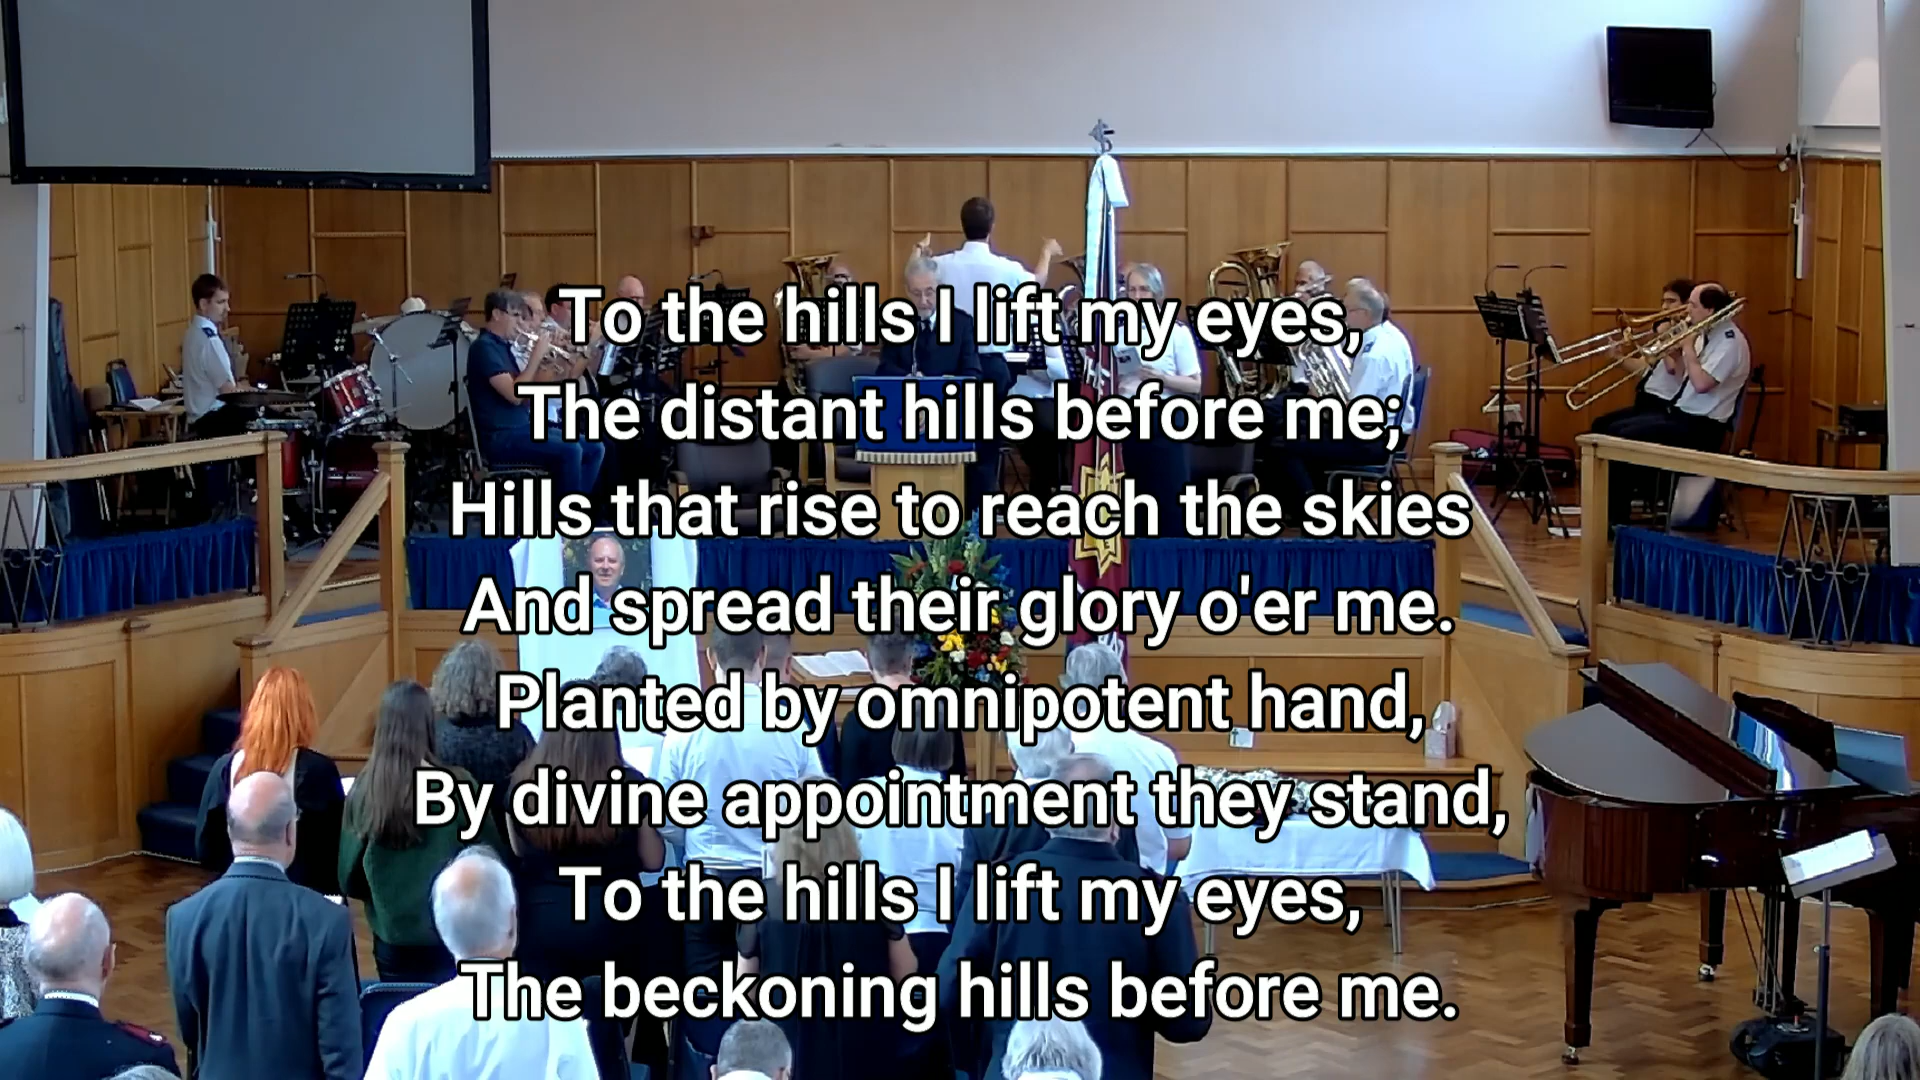 To the hills I lift my eyes,
The distant hills before me;
Hills that rise to reach the skies
And spread their glory o'er me.
Planted by omnipotent hand,
By divine appointment they stand,
To the hills I lift my eyes,
The beckoning hills before me.